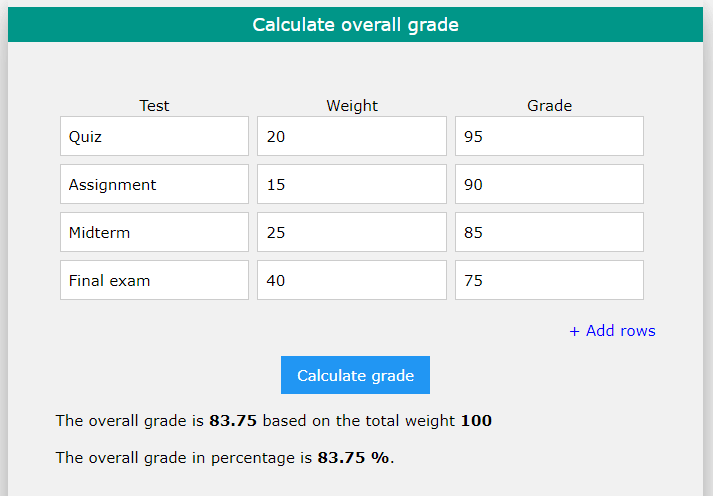 Calculate overall grade
Test Weight Grade
Quiz 20 95
Assignment 15 90
Midterm 25 85
Final exam 40 75
+ Add rows
Calculate grade
The overall grade is 83.75 based on the total weight 100
The overall grade in percentage is 83.75 %.